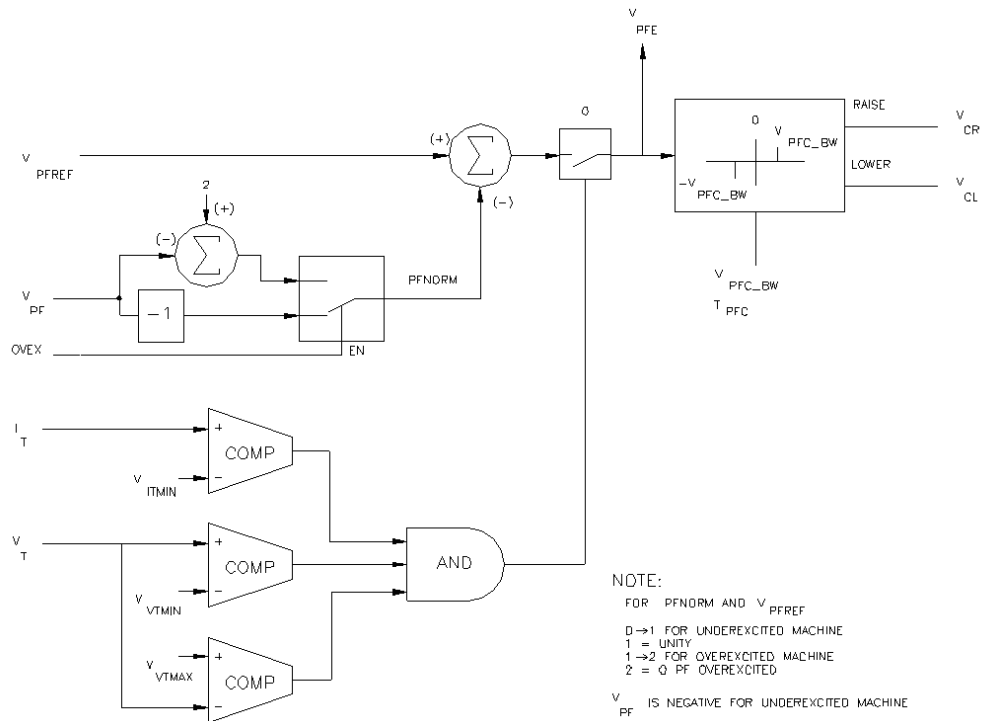 V
PFE
0
V
PFREF
(+)
Σ
(-)
RAISE
V
CR
0
V
PFC_BW
-V
PFC_BW
LOWER
V
CL
2
(+)
(-)
Σ
V
PF
-1
PFNORM
OVEX
EN
V
PFC_BW
T
PFC
I
T
+
COMP
-
V
ITMIN
V
T
+
COMP
-
V
VTMIN
AND
+
COMP
-
V
VTMAX
NOTE:
FOR PFNORM AND V PFREF
0→1 FOR UNDEREXCITED MACHINE
1 = UNITY
1→2 FOR OVEREXCITED MACHINE
2 = 0 PF OVEREXCITED
V PF IS NEGATIVE FOR UNDEREXCITED MACHINE